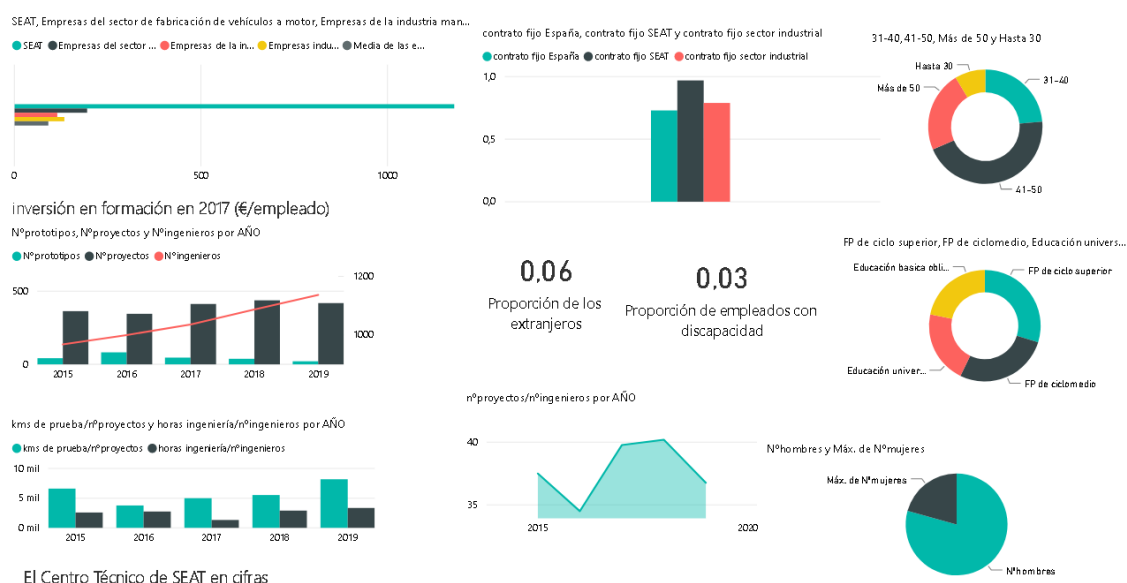 SEAT, Empresas del sector de fabricación de vehículos a motor, Empresas de la industria man...
SEAT Empresas del sector ... Empresas de la in... Empresas indu... Media de las e...
0 500 1000
inversión en formación en 2017 (€/empleado)
contrato fijo España, contrato fijo SEAT y contrato fijo sector industrial
contrato fijo España contrato fijo SEAT contrato fijo sector industrial
1,0
0,5
0,0
31-40, 41-50, Más de 50 y Hasta 30
Hasta 30
31-40
Más de 50
41-50
Nºprototipos, Nºproyectos y Nºingenieros por AÑO
Nºprototipos Nºproyectos Nºingenieros
1200
500
1000
0
2015 2016 2017 2018 2019
0,06
Proporción de los
extranjeros
0,03
Proporción de empleados con
discapacidad
FP de ciclo superior, FP de ciclomedio, Educación univers...
Educación basica obli...
FP de ciclo superior
Educación univer...
FP de ciclomedio
kms de prueba/nºproyectos y horas ingeniería/nºingenieros por AÑO
kms de prueba/nºproyectos horas ingeniería/nºingenieros
10 mil
5 mil
0 mil
2015 2016 2017 2018 2019
El Centro Técnico de SEAT en cifras
nºproyectos/nºingenieros por AÑO
40
35
2015 2020
Nºhombres y Máx. de Nºmujeres
Máx. de Nºmujeres
Nºhombres